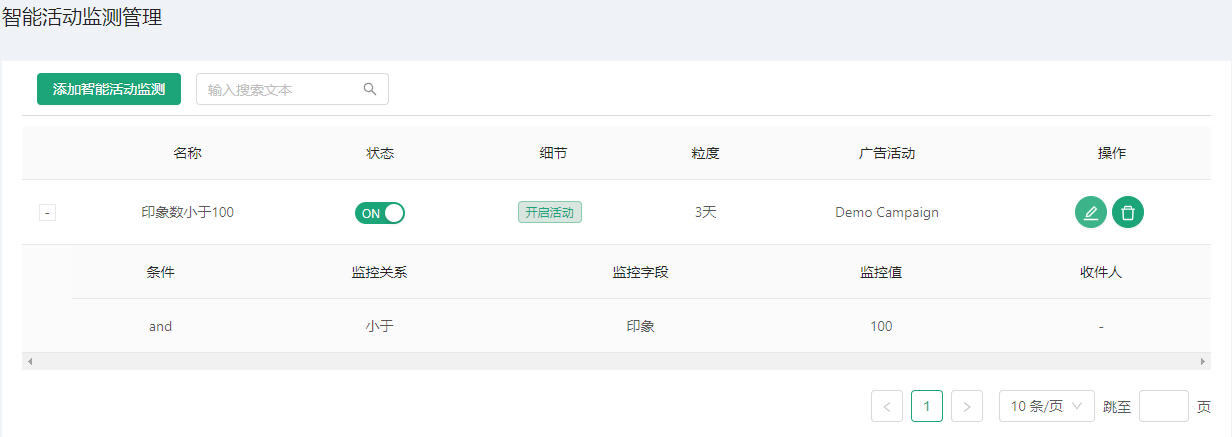 智能活动监测管理
添加智能活动监测 输入搜索文本
名称 状态 细节 粒度 广告活动 操作
- 印象数小于100 ON 开启活动 3天 Demo Campaign
条件 监控关系 监控字段 监控值 收件人
and 小于 印象 100 -
< 1 > 10 条/页 跳至 页